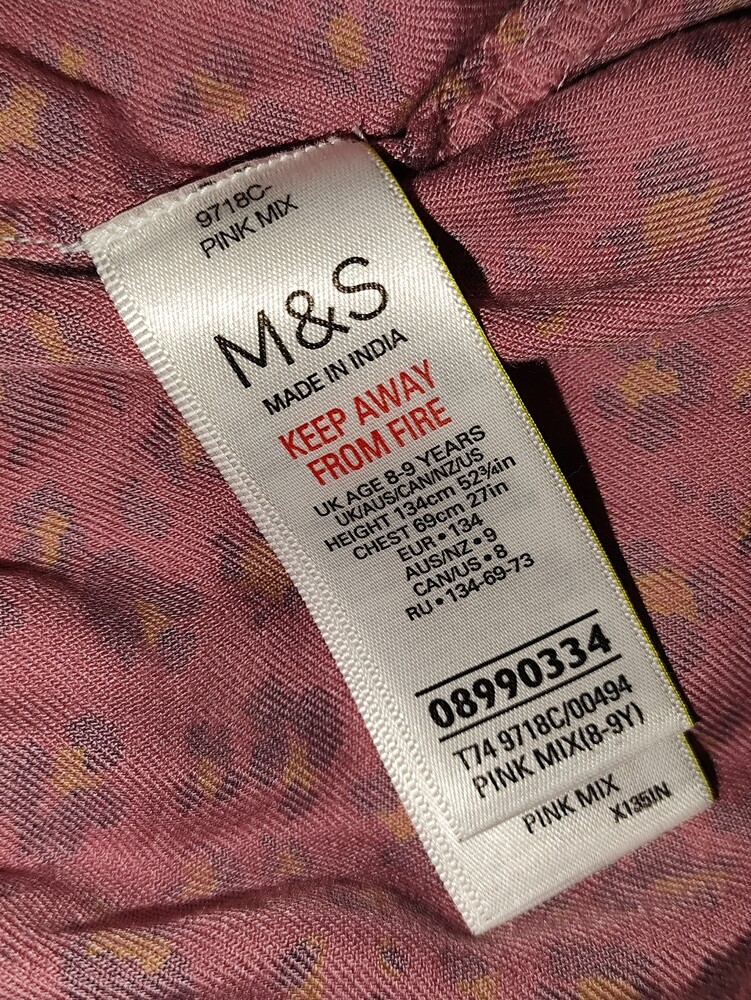 9718C-
PINK MIX
M&S
MADE IN INDIA
KEEP AWAY
FROM FIRE
UK AGE 8-9 YEARS
UK/AUS/CAN/NZ/US
HEIGHT 134cm 52¾in
CHEST 69cm 27in
EUR • 134
AUS/NZ • 9
CAN/US • 8
RU • 134-69-73
08990334
T74 9718C/00494
PINK MIX(8-9Y)
PINK MIX
X135IN